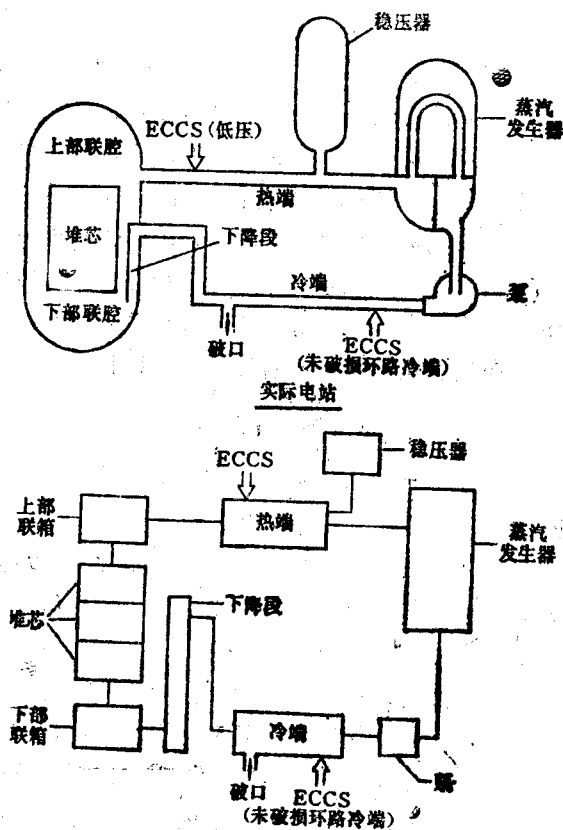 稳压器
蒸汽
发生器
ECCS(低压)
上部联腔
热端
堆芯
下降段
冷端
下部联腔
泵
破口
ECCS
(未破损环路冷端)
实际电站
ECCS
稳压器
上部
联箱
热端
蒸汽
发生器
下降段
堆芯
下部
联箱
冷端
破口
ECCS
(未破损环路冷端)